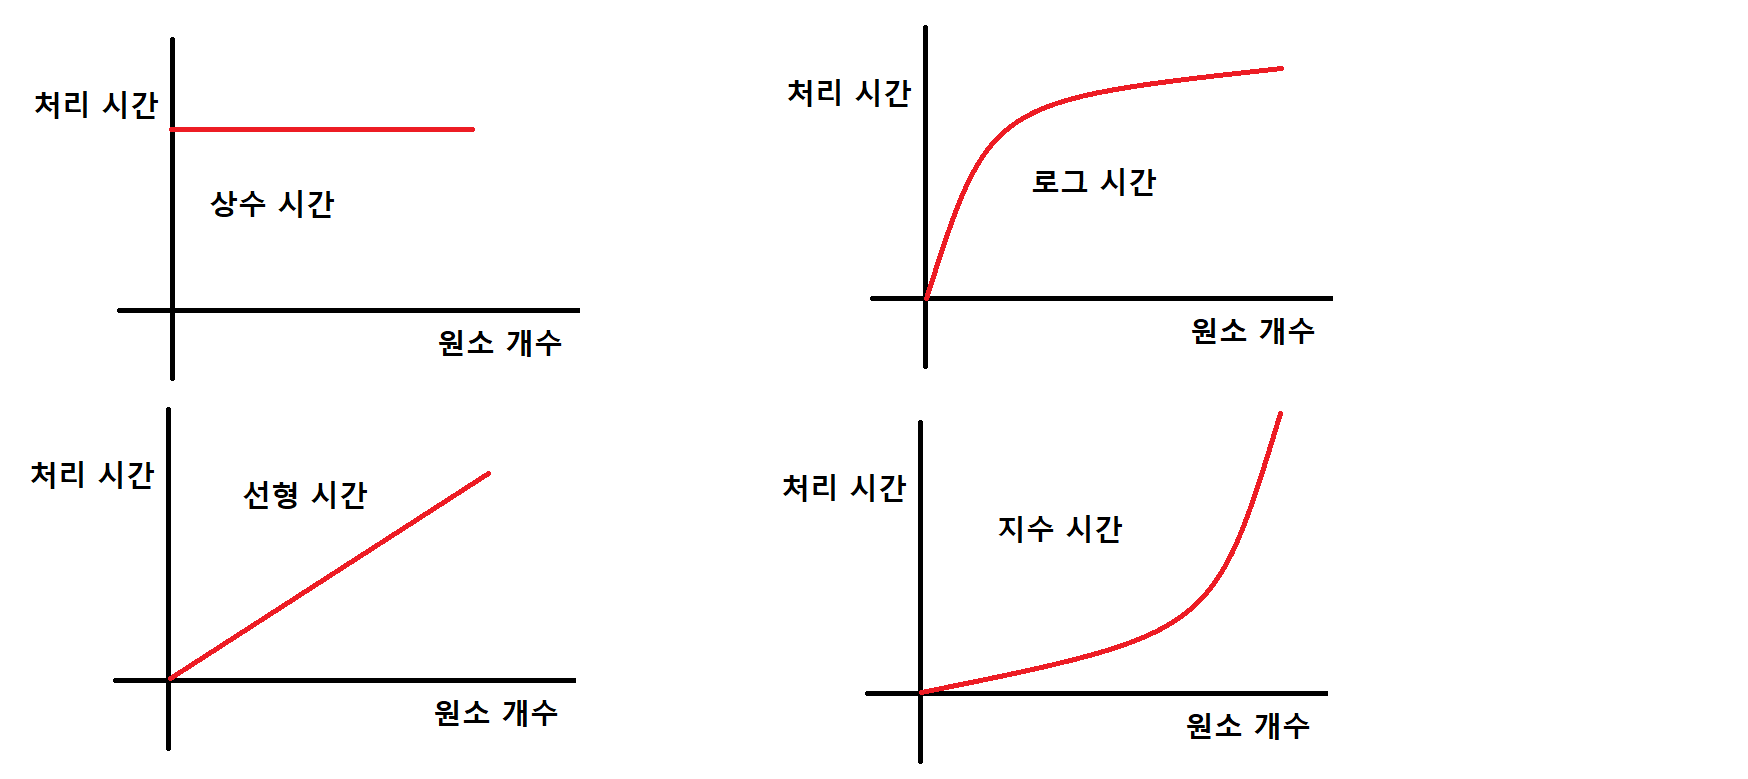 처리 시간
상수 시간
원소 개수
처리 시간
로그 시간
원소 개수
처리 시간
선형 시간
원소 개수
처리 시간
지수 시간
원소 개수